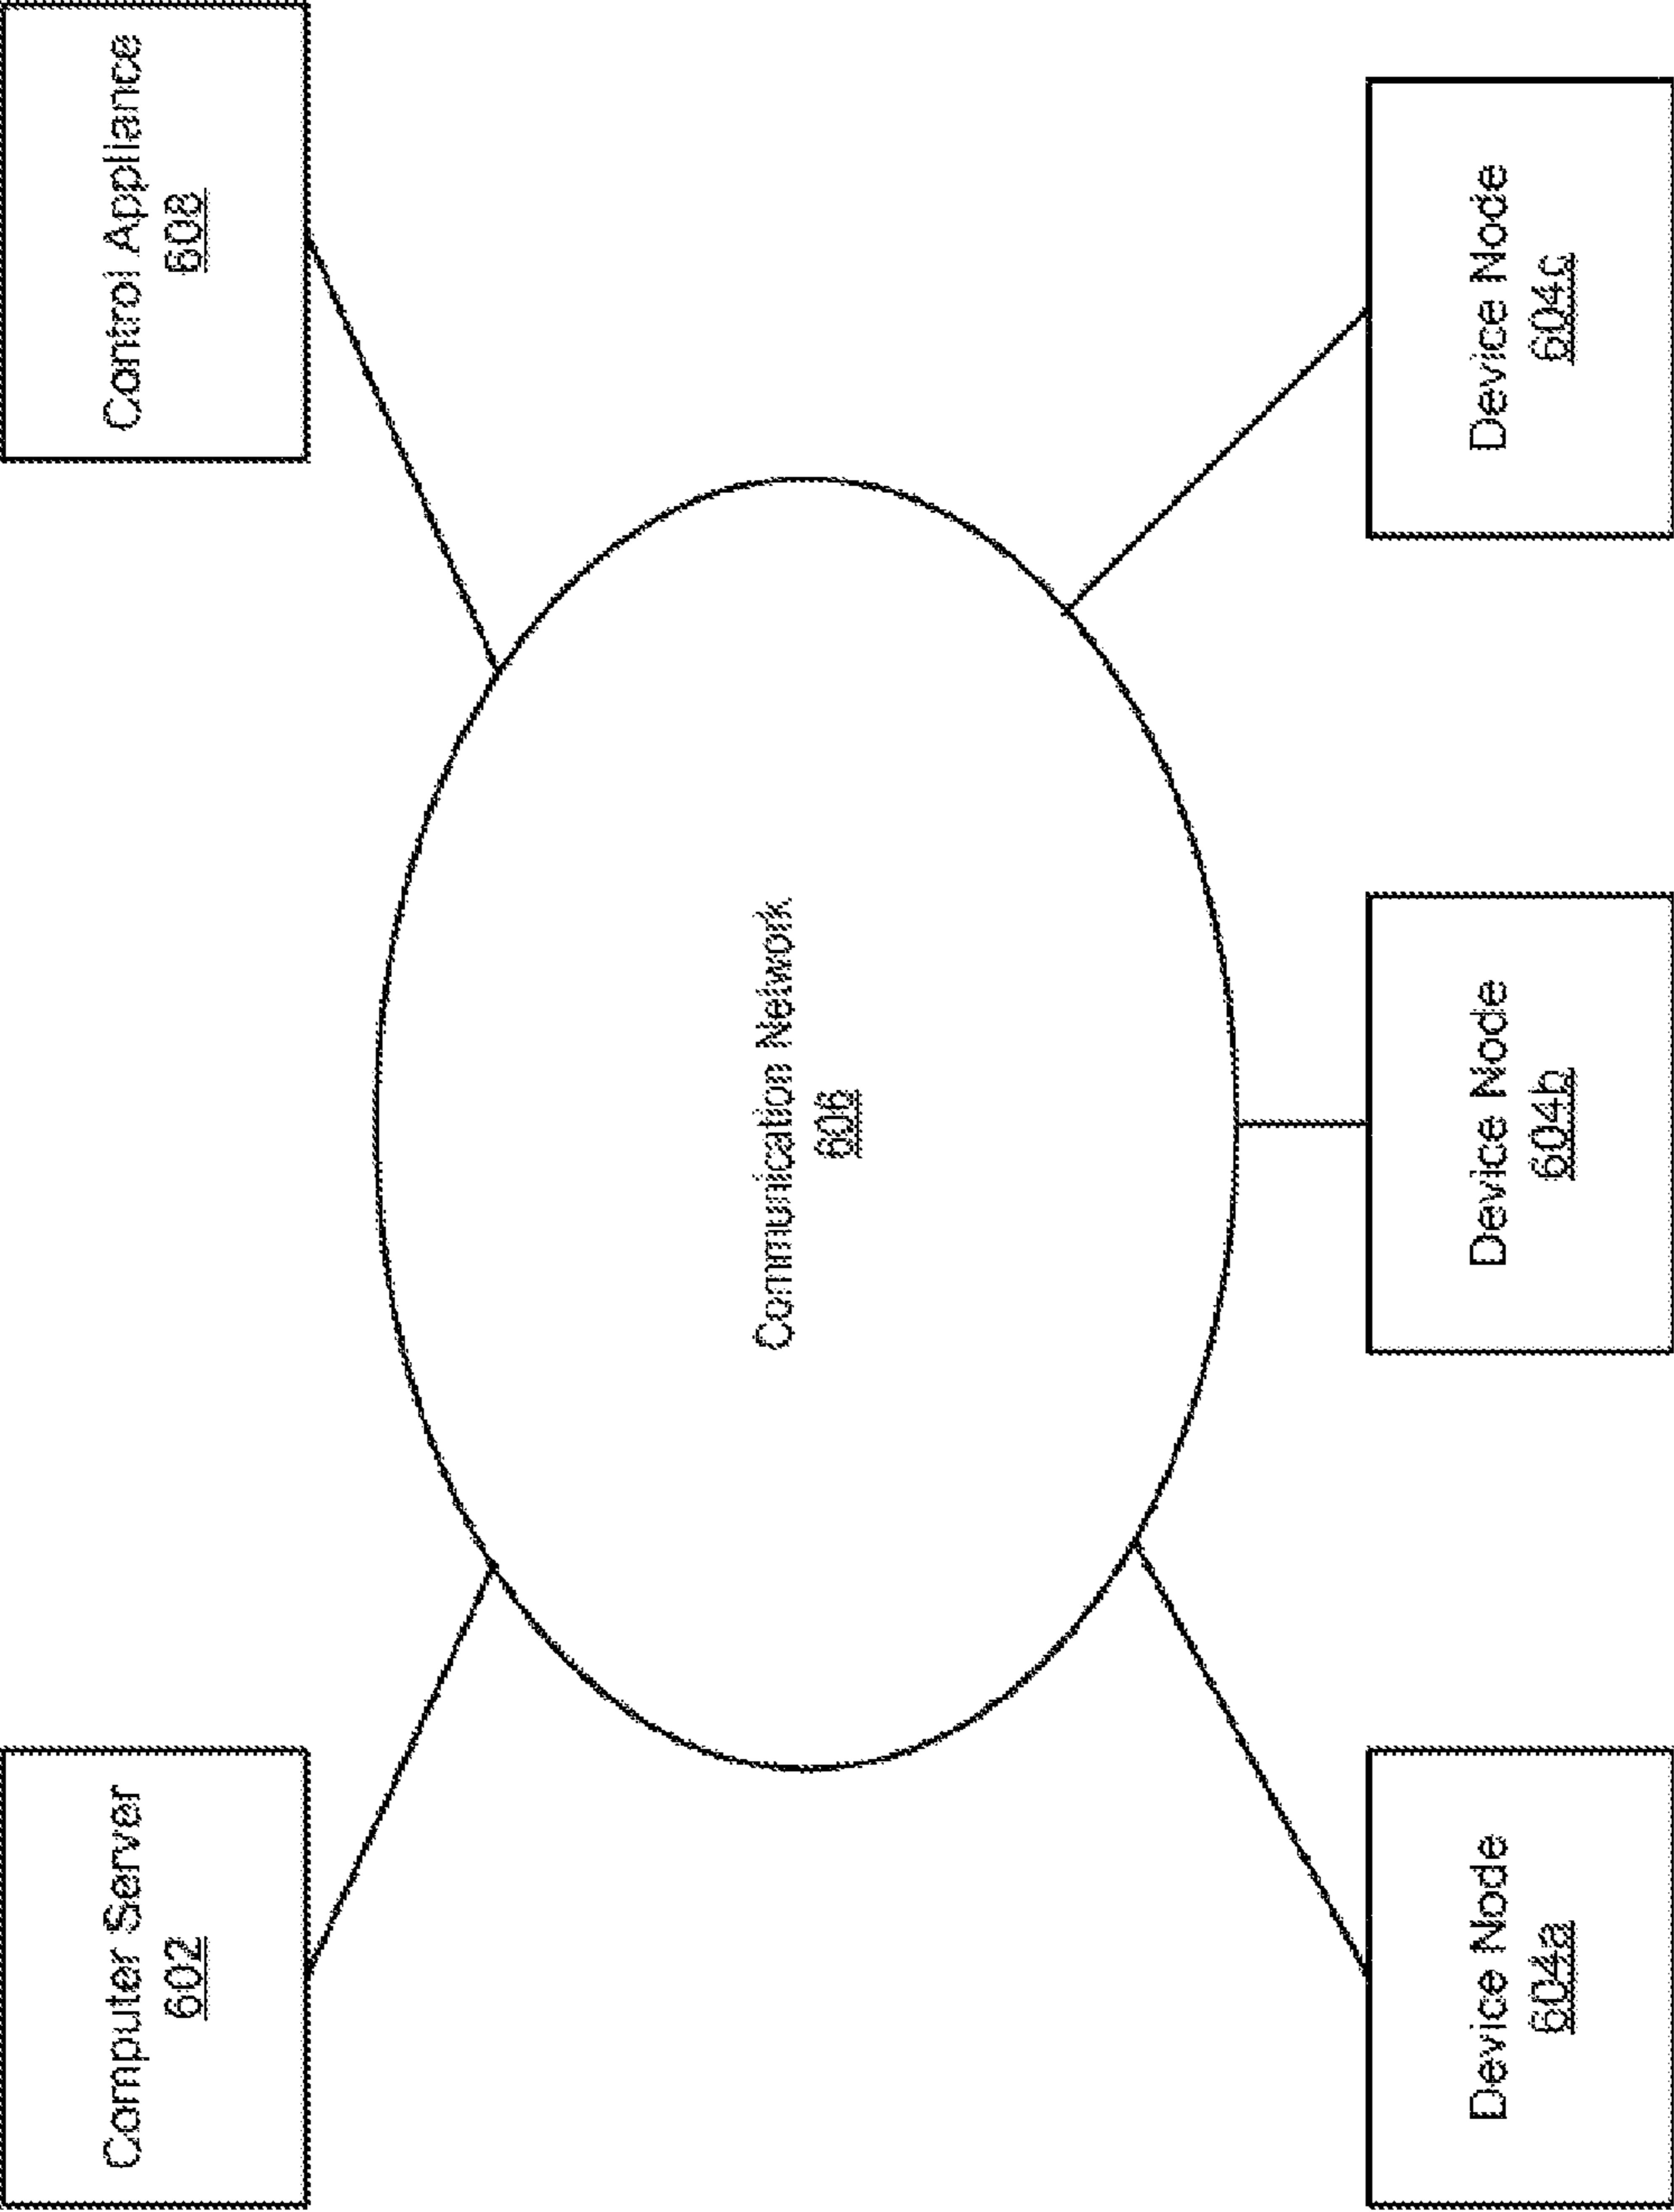 Computer Server
602
Control Appliance
608
Communication Network
606
Device Node
604a
Device Node
604b
Device Node
604c